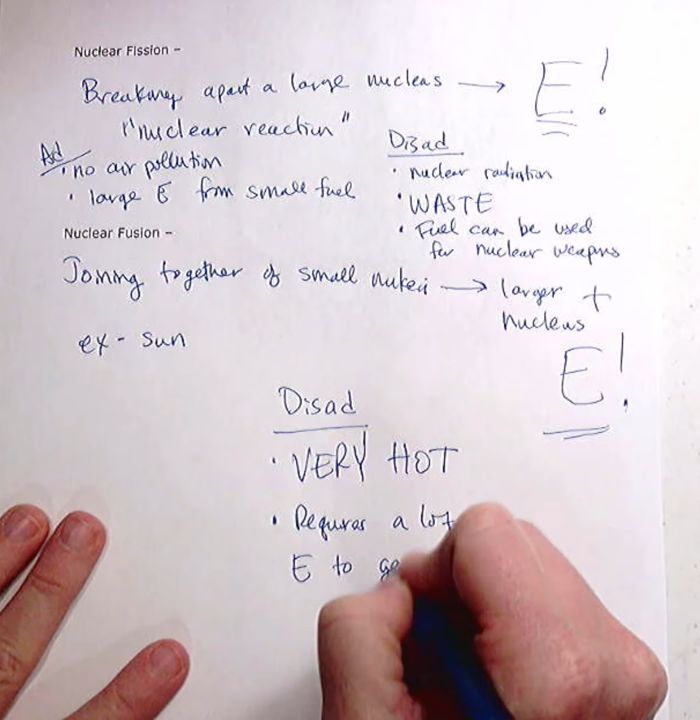 Nuclear Fission –
Breaking apart a large nucleas → E!
"nuclear reaction"
Ad
• no air pollution
• large E from small fuel
Disad
• nuclear radiation
• WASTE
• Fuel can be used
for nuclear weapons
Nuclear Fusion –
Joining together of small nuclei → larger +
nucleus
E!
ex - sun
Disad
• VERY HOT
• Requires a lot
E to ge